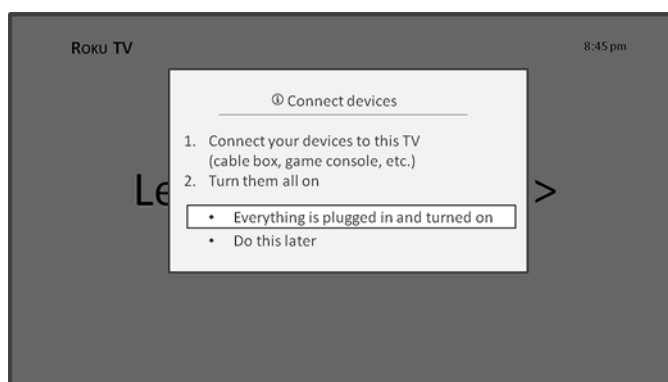 Roku TV
8:45 pm
ⓘ Connect devices
1. Connect your devices to this TV
(cable box, game console, etc.)
2. Turn them all on
• Everything is plugged in and turned on
• Do this later
Le
>